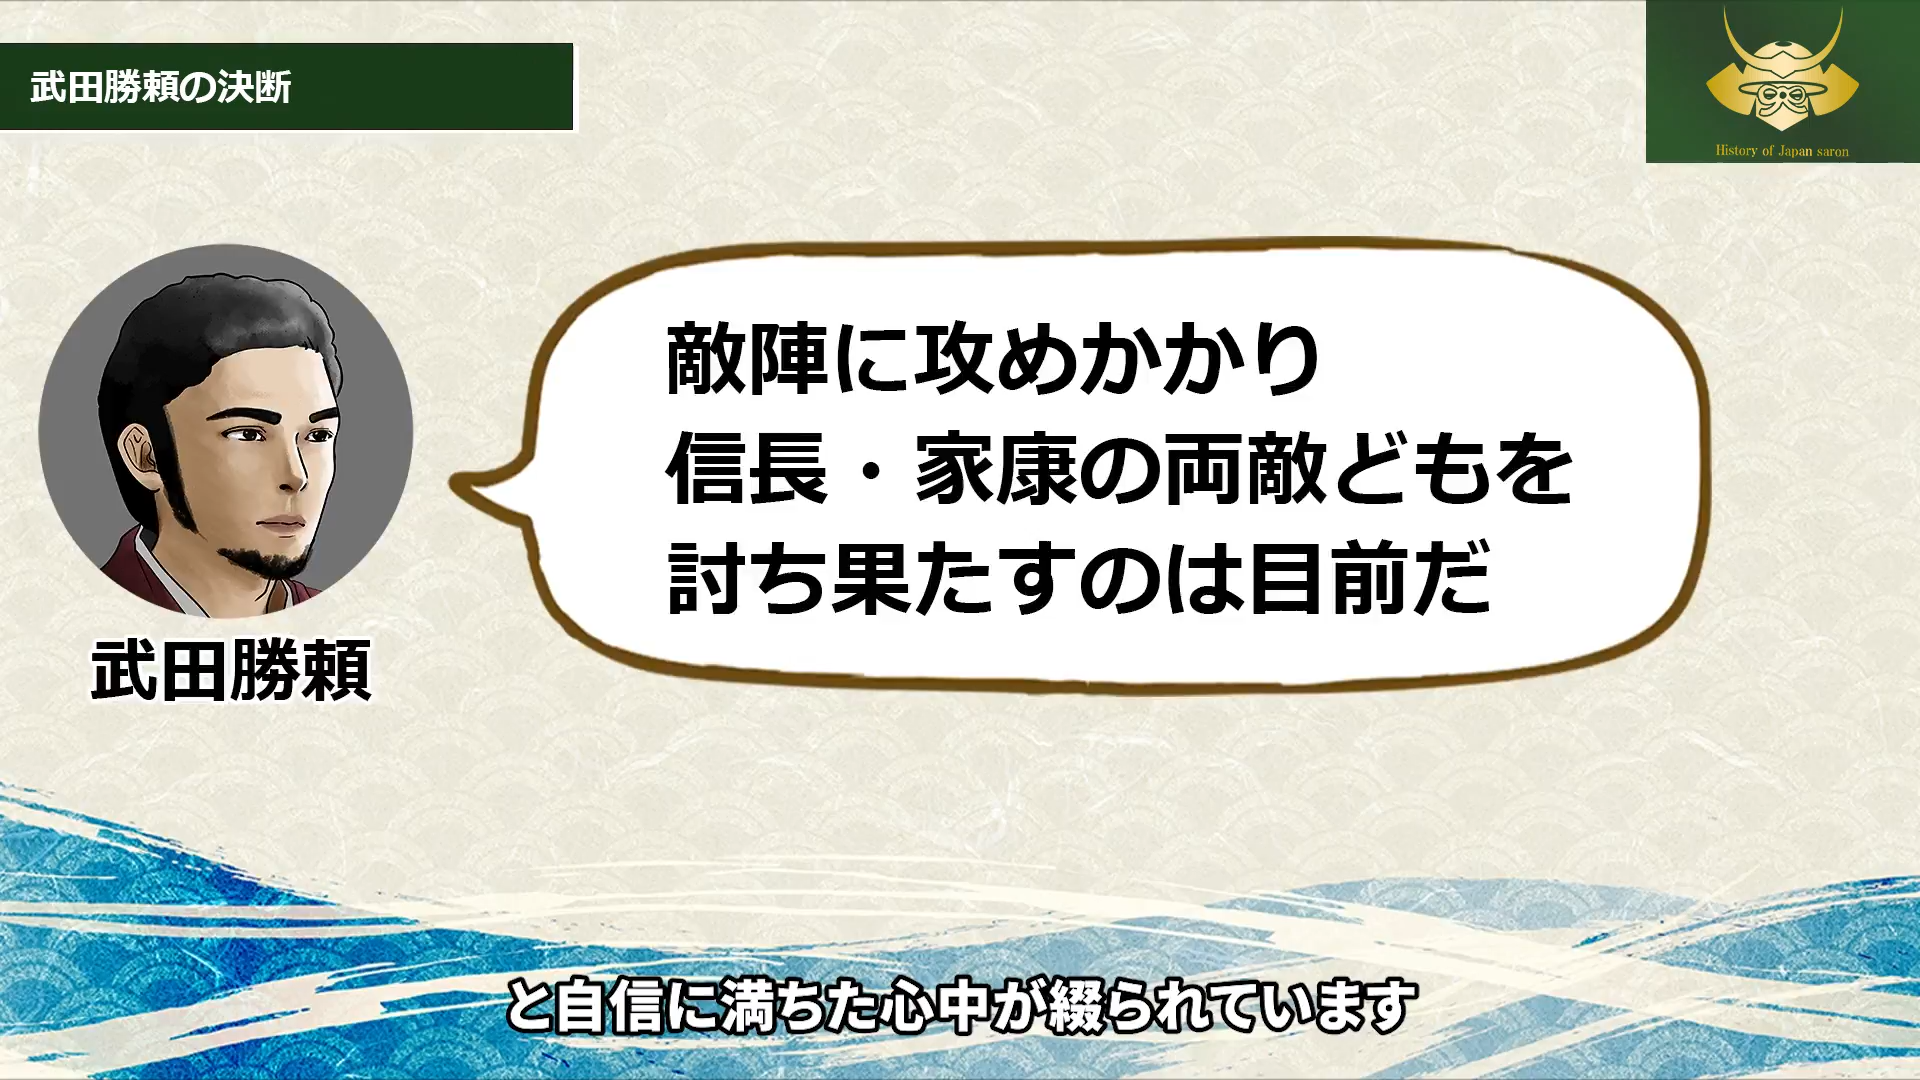 武田勝頼の決断
History of Japan saron
敵陣に攻めかかり
信長・家康の両敵どもを
討ち果たすのは目前だ
武田勝頼
と自信に満ちた心中が綴られています